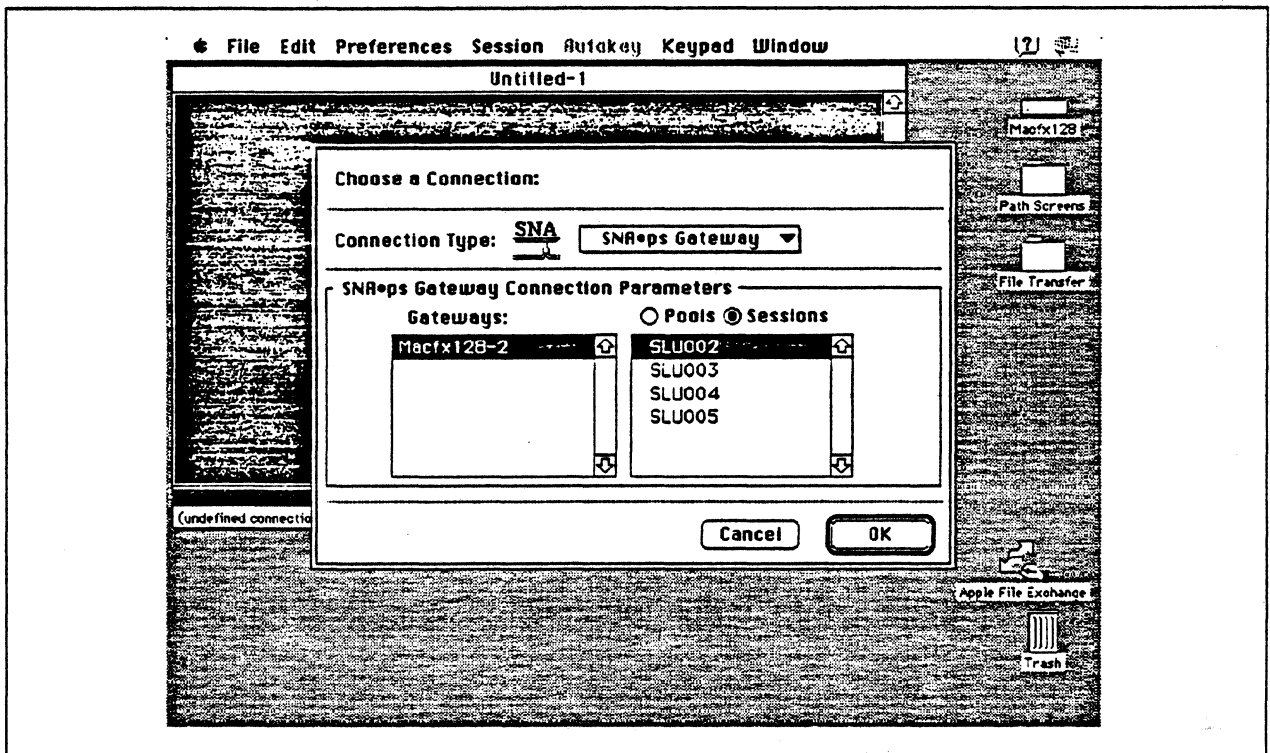 File Edit Preferences Session Autokey Keypad Window
Untitled-1
Macfx128
Path Screens
File Transfer
Choose a Connection:
Connection Type: SNA SNA•ps Gateway
SNA•ps Gateway Connection Parameters
Gateways: Pools Sessions
Macfx128-2
SLU002
SLU003
SLU004
SLU005
(undefined connectio
Cancel OK
Apple File Exchange
Trash